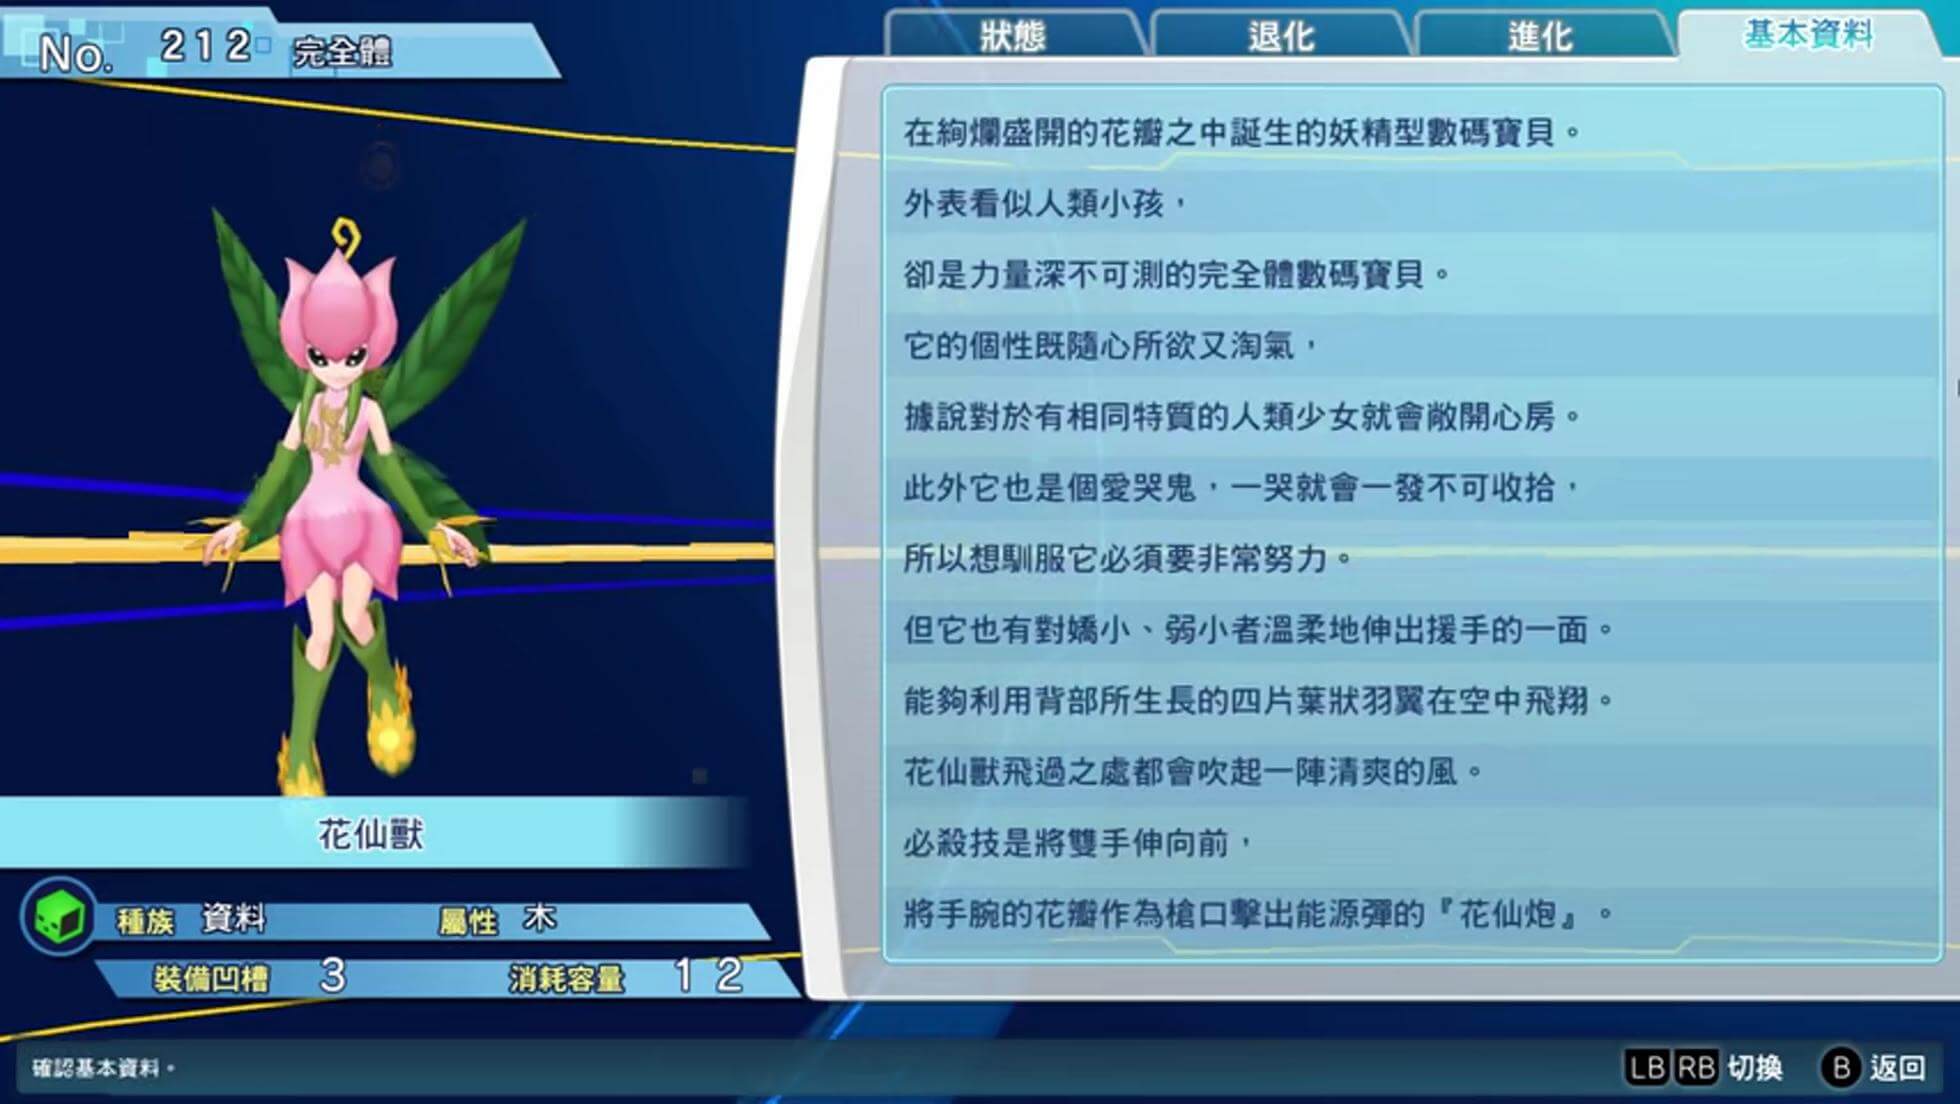 No. 212 完全體
狀態 退化 進化 基本資料
在絢爛盛開的花瓣之中誕生的妖精型數碼寶貝。
外表看似人類小孩，
卻是力量深不可測的完全體數碼寶貝。
它的個性既隨心所欲又淘氣，
據說對於有相同特質的人類少女就會敞開心房。
此外它也是個愛哭鬼，一哭就會一發不可收拾，
所以想馴服它必須要非常努力。
但它也有對嬌小、弱小者溫柔地伸出援手的一面。
能夠利用背部所生長的四片葉狀羽翼在空中飛翔。
花仙獸飛過之處都會吹起一陣清爽的風。
必殺技是將雙手伸向前，
將手腕的花瓣作為槍口擊出能源彈的『花仙炮』。
花仙獸
種族 資料 屬性 木
裝備凹槽 3 消耗容量 12
確認基本資料。
LB RB 切換 B 返回